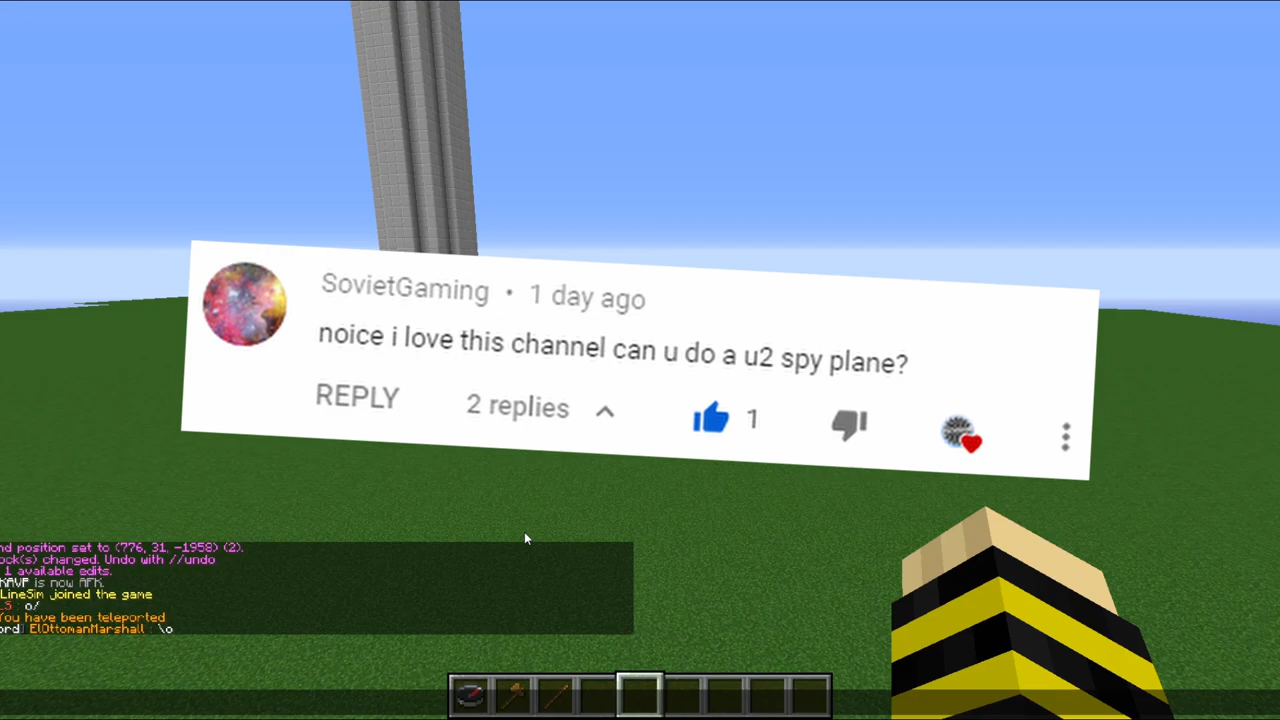 SovietGaming • 1 day ago
noice i love this channel can u do a u2 spy plane?
REPLY 2 replies 1
nd position set to (776, 31, -1958) (2).
ock(s) changed. Undo with //undo
1 available edits.
is now AFK.
LineSim joined the game
o/
You have been teleported
ord] ElOttomanMarshall : \o